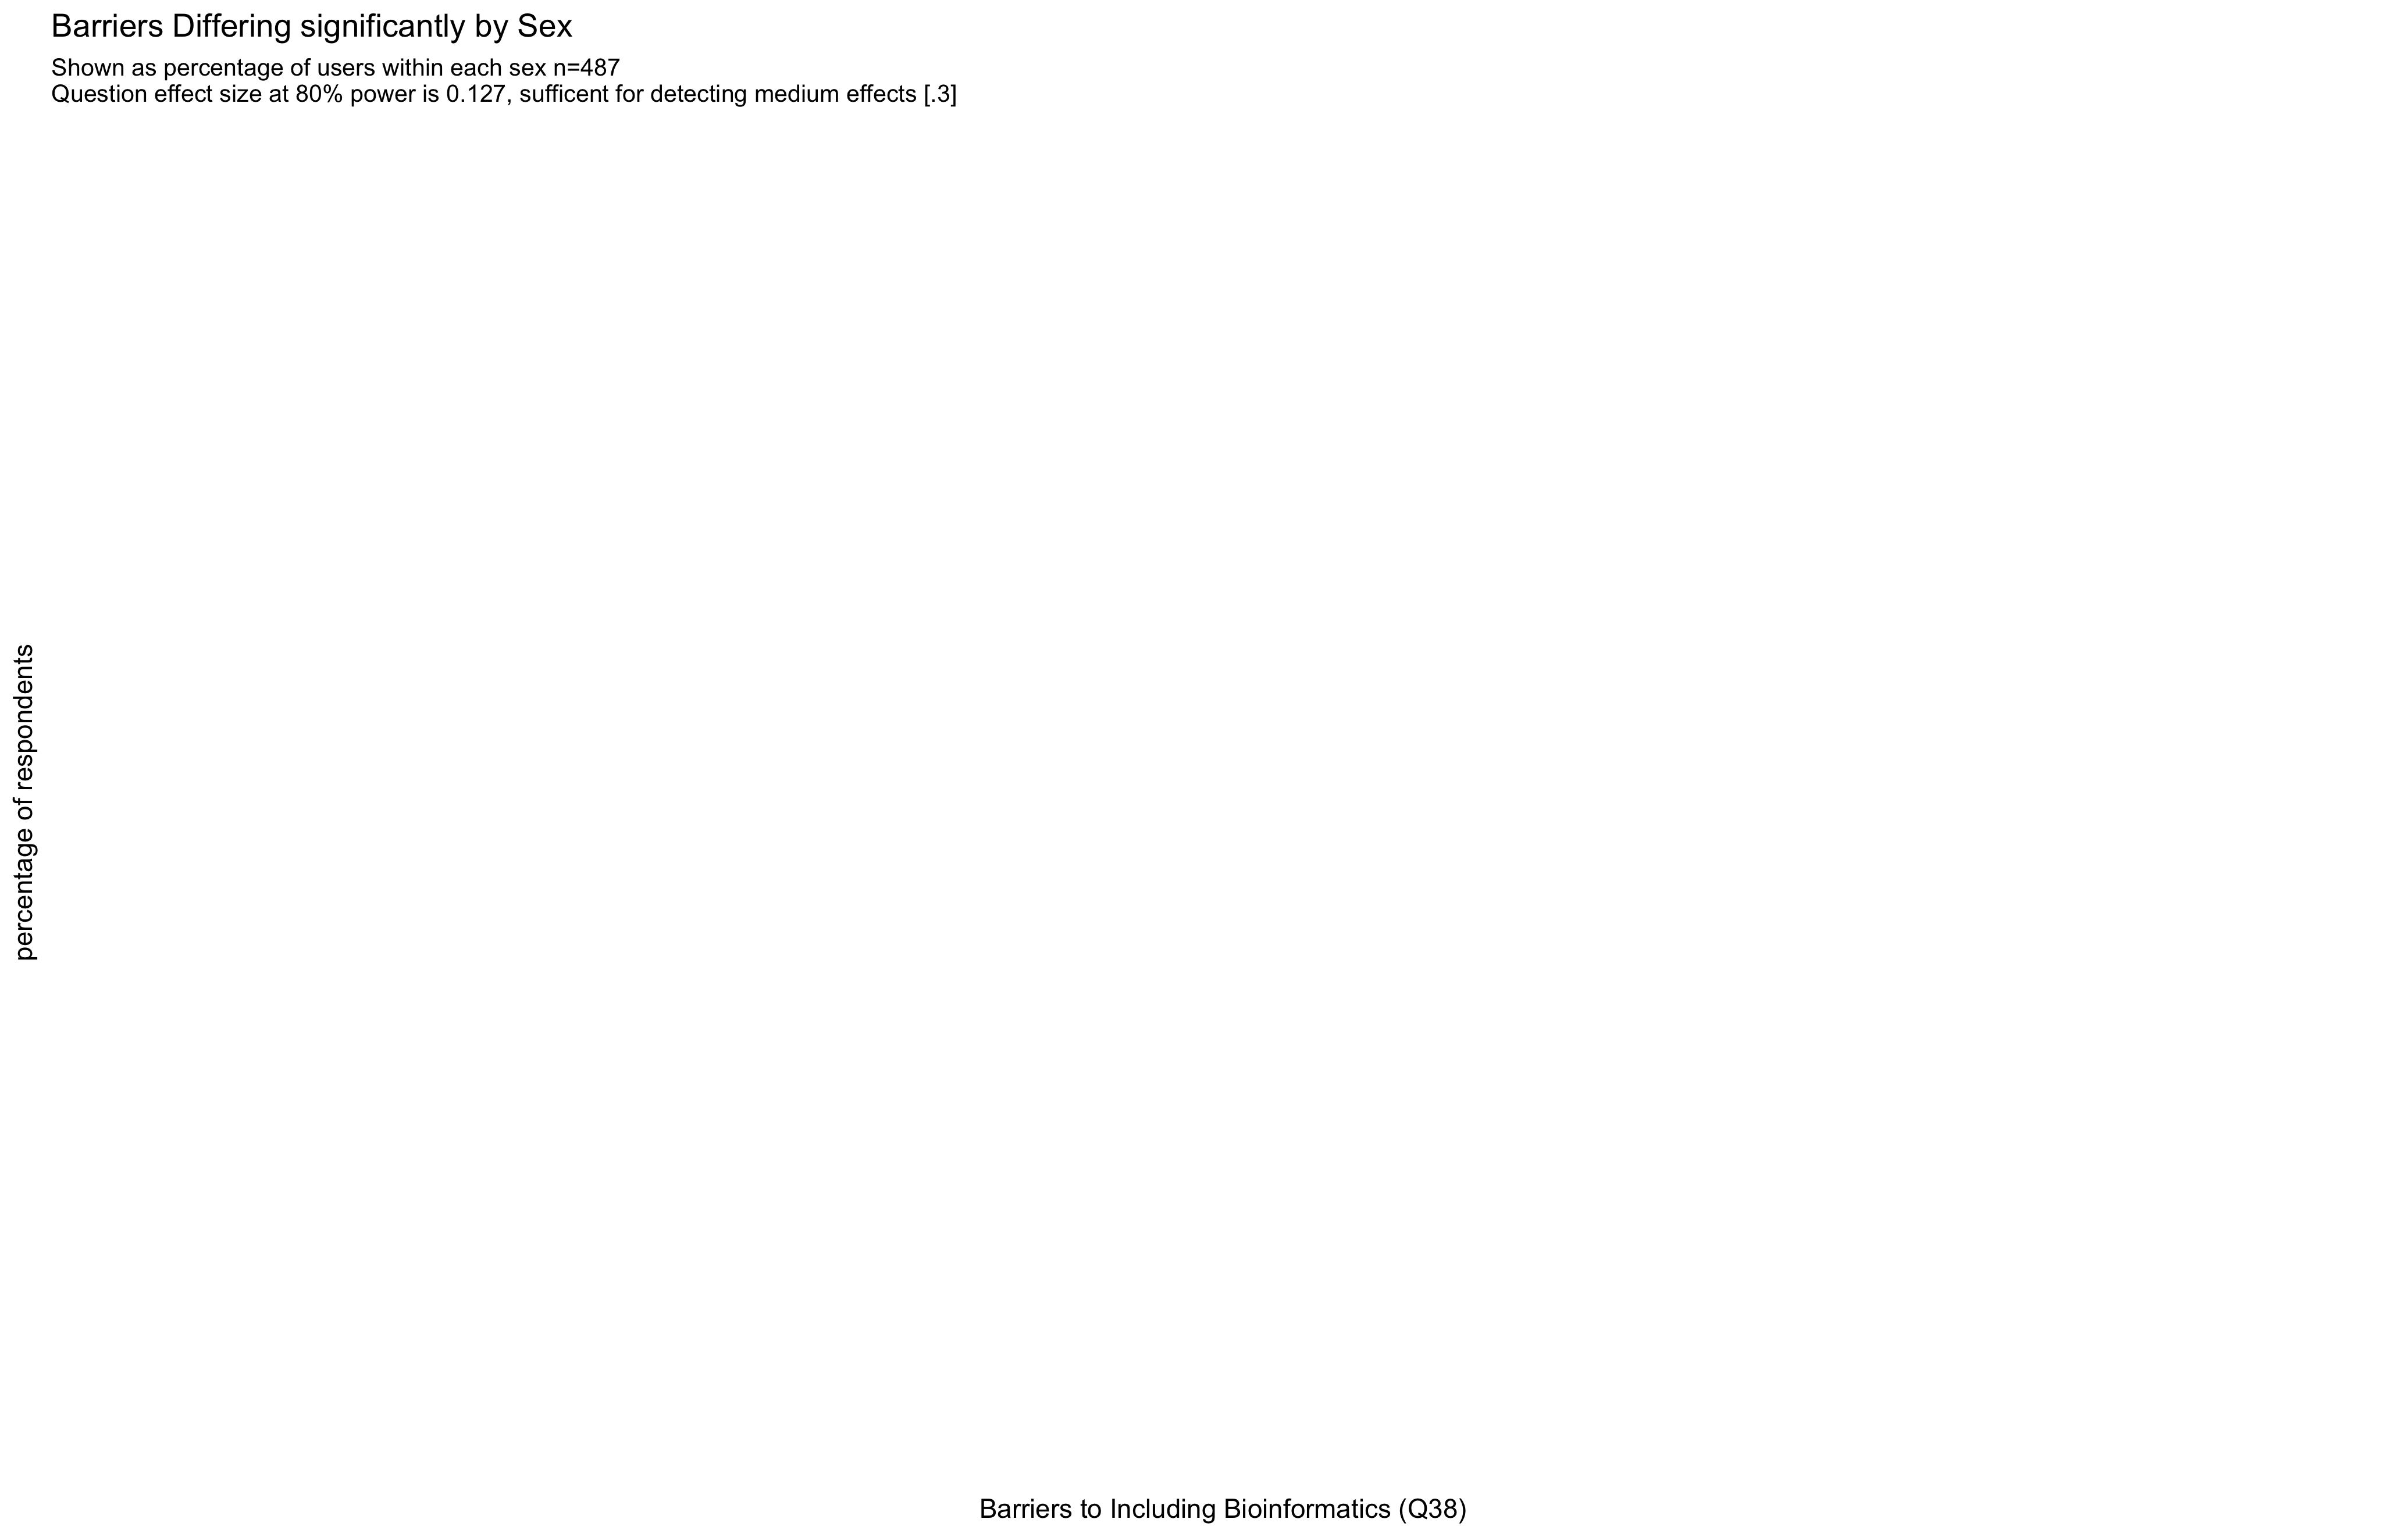 Barriers Differing significantly by Sex
Shown as percentage of users within each sex n=487
Question effect size at 80% power is 0.127, sufficent for detecting medium effects [.3]
percentage of respondents
Barriers to Including Bioinformatics (Q38)